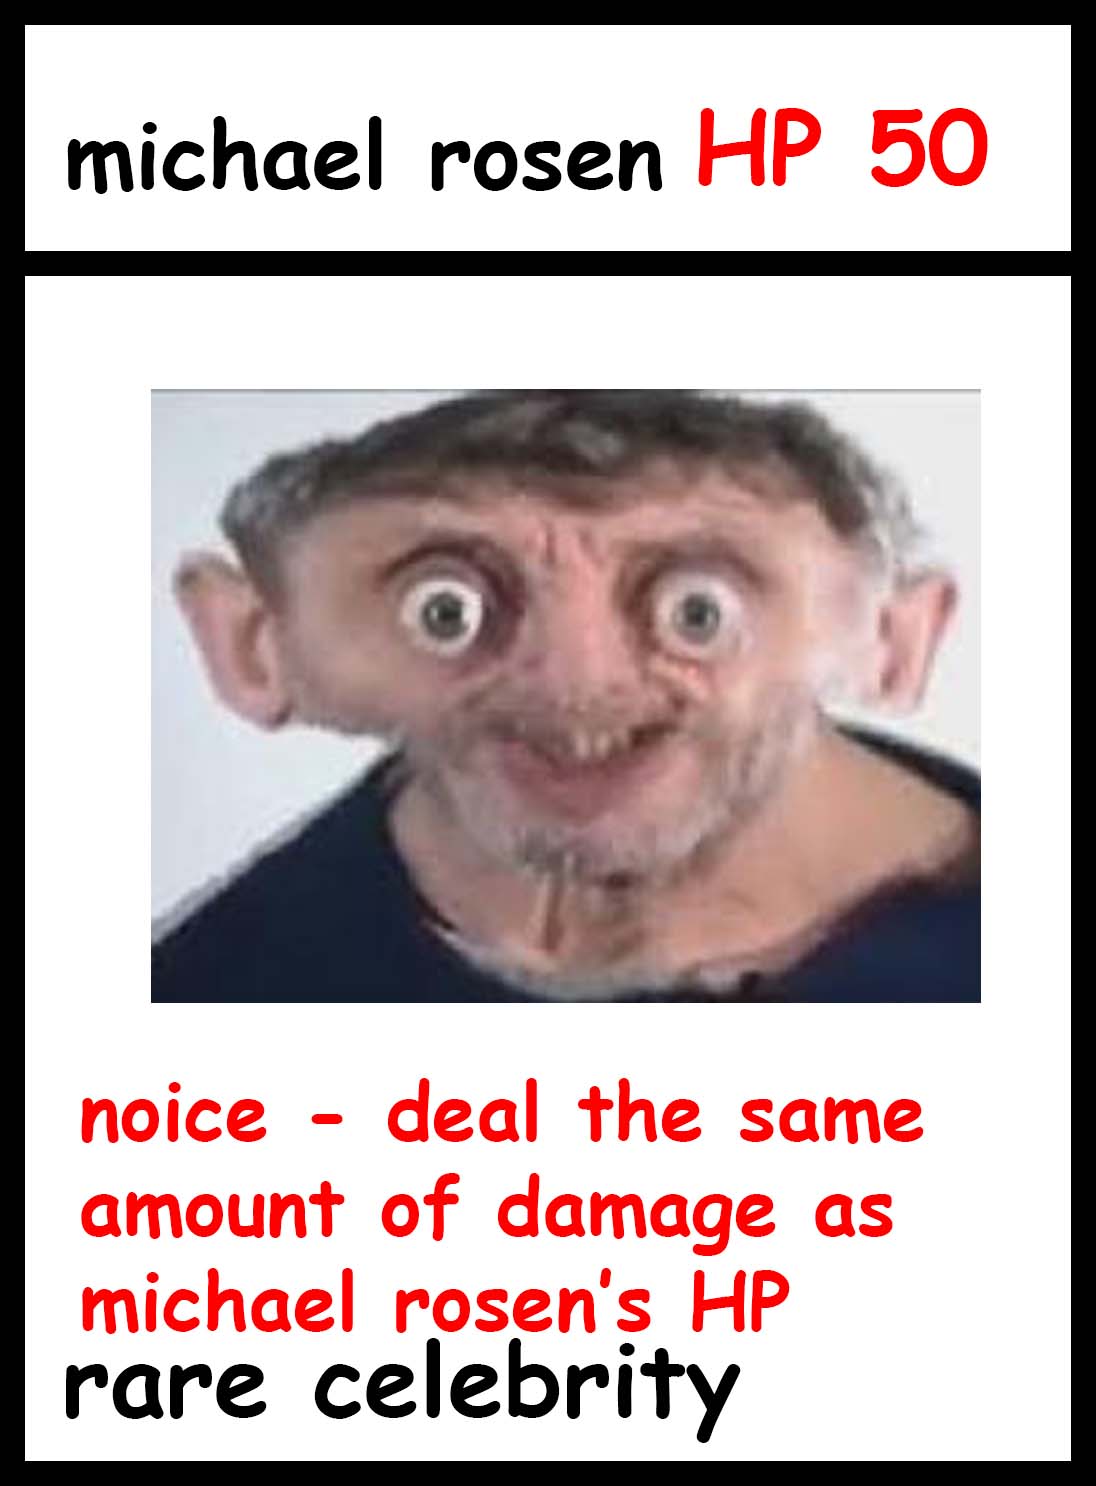 michael rosen HP 50
noice - deal the same
amount of damage as
michael rosen's HP
rare celebrity